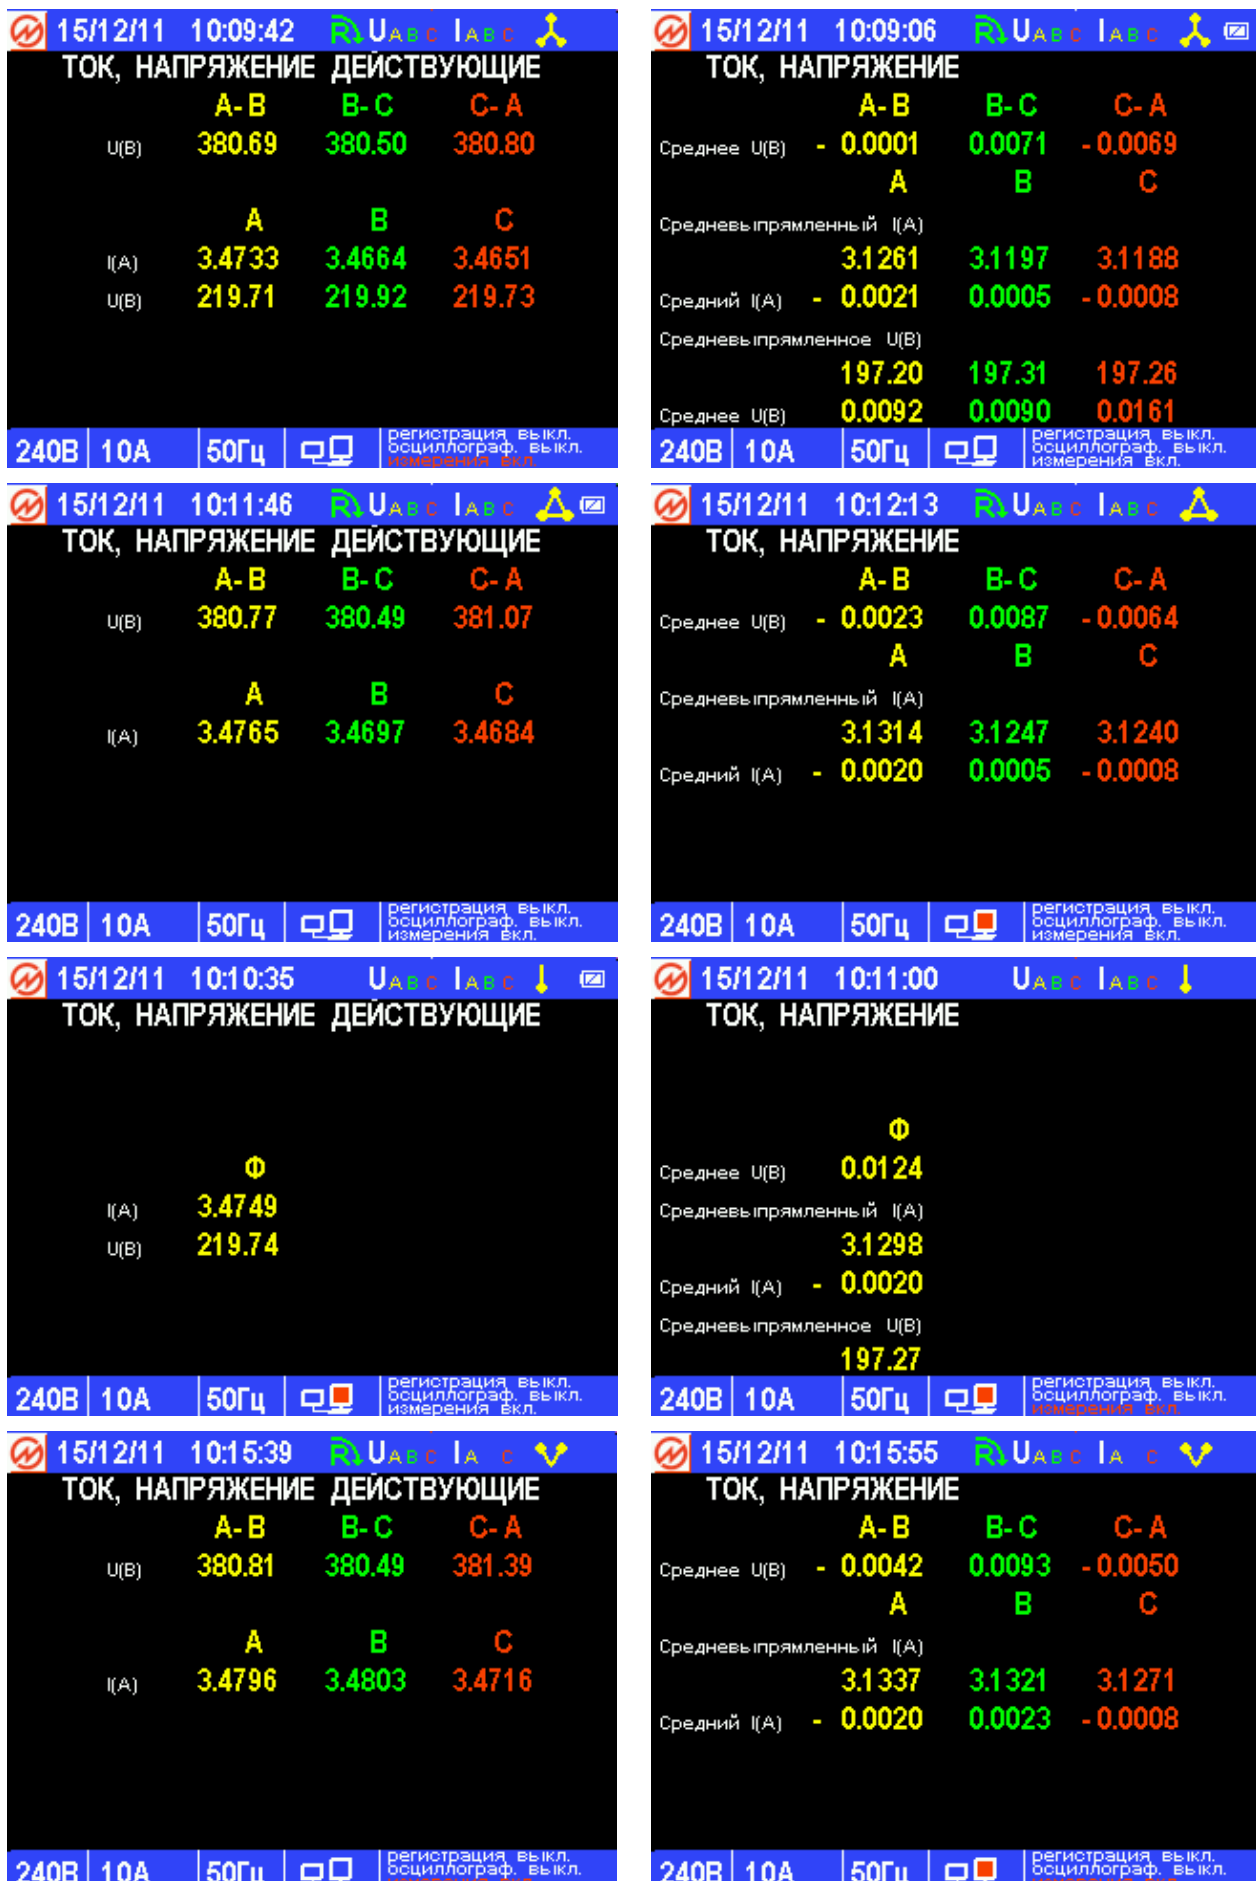 15/12/11 10:09:42 R UABC IABC
ТОК, НАПРЯЖЕНИЕ ДЕЙСТВУЮЩИЕ
A-B B-C C-A
U(B) 380.69 380.50 380.80
A B C
I(A) 3.4733 3.4664 3.4651
U(B) 219.71 219.92 219.73
240В 10А 50Гц
регистрация выкл.
осциллограф. выкл.
измерения вкл.
15/12/11 10:09:06 R UABC IABC
ТОК, НАПРЯЖЕНИЕ
A-B B-C C-A
Среднее U(B) - 0.0001 0.0071 - 0.0069
A B C
Средневыпрямленный I(A)
3.1261 3.1197 3.1188
Средний I(A) - 0.0021 0.0005 - 0.0008
Средневыпрямленное U(B)
197.20 197.31 197.26
Среднее U(B) 0.0092 0.0090 0.0161
240В 10А 50Гц
регистрация выкл.
осциллограф. выкл.
измерения вкл.
15/12/11 10:11:46 R UABC IABC
ТОК, НАПРЯЖЕНИЕ ДЕЙСТВУЮЩИЕ
A-B B-C C-A
U(B) 380.77 380.49 381.07
A B C
I(A) 3.4765 3.4697 3.4684
240В 10А 50Гц
регистрация выкл.
осциллограф. выкл.
измерения вкл.
15/12/11 10:12:13 R UABC IABC
ТОК, НАПРЯЖЕНИЕ
A-B B-C C-A
Среднее U(B) - 0.0023 0.0087 - 0.0064
A B C
Средневыпрямленный I(A)
3.1314 3.1247 3.1240
Средний I(A) - 0.0020 0.0005 - 0.0008
240В 10А 50Гц
регистрация выкл.
осциллограф. выкл.
измерения вкл.
15/12/11 10:10:35 UABC IABC
ТОК, НАПРЯЖЕНИЕ ДЕЙСТВУЮЩИЕ
Ф
I(A) 3.4749
U(B) 219.74
240В 10А 50Гц
регистрация выкл.
осциллограф. выкл.
измерения вкл.
15/12/11 10:11:00 UABC IABC
ТОК, НАПРЯЖЕНИЕ
Ф
Среднее U(B) 0.0124
Средневыпрямленный I(A)
3.1298
Средний I(A) - 0.0020
Средневыпрямленное U(B)
197.27
240В 10А 50Гц
регистрация выкл.
осциллограф. выкл.
измерения вкл.
15/12/11 10:15:39 R UABC IA C
ТОК, НАПРЯЖЕНИЕ ДЕЙСТВУЮЩИЕ
A-B B-C C-A
U(B) 380.81 380.49 381.39
A B C
I(A) 3.4796 3.4803 3.4716
240В 10А 50Гц
регистрация выкл.
осциллограф. выкл.
15/12/11 10:15:55 R UABC IA C
ТОК, НАПРЯЖЕНИЕ
A-B B-C C-A
Среднее U(B) - 0.0042 0.0093 - 0.0050
A B C
Средневыпрямленный I(A)
3.1337 3.1321 3.1271
Средний I(A) - 0.0020 0.0023 - 0.0008
240В 10А 50Гц
регистрация выкл.
осциллограф. выкл.